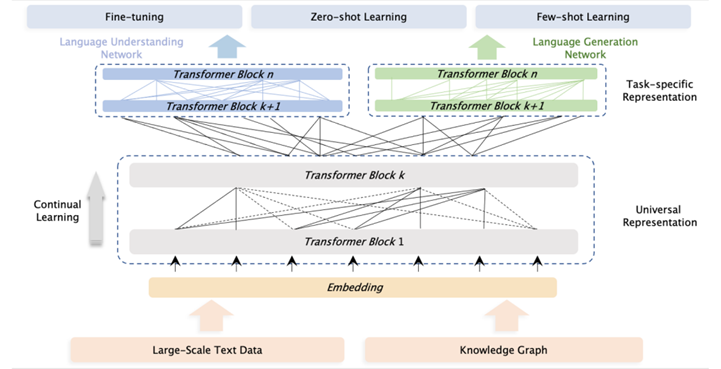 Fine-tuning
Zero-shot Learning
Few-shot Learning
Language Understanding
Network
Language Generation
Network
Transformer Block n
Transformer Block n
Transformer Block k+1
Transformer Block k+1
Task-specific
Representation
Transformer Block k
Continual
Learning
Universal
Representation
Transformer Block 1
Embedding
Large-Scale Text Data
Knowledge Graph